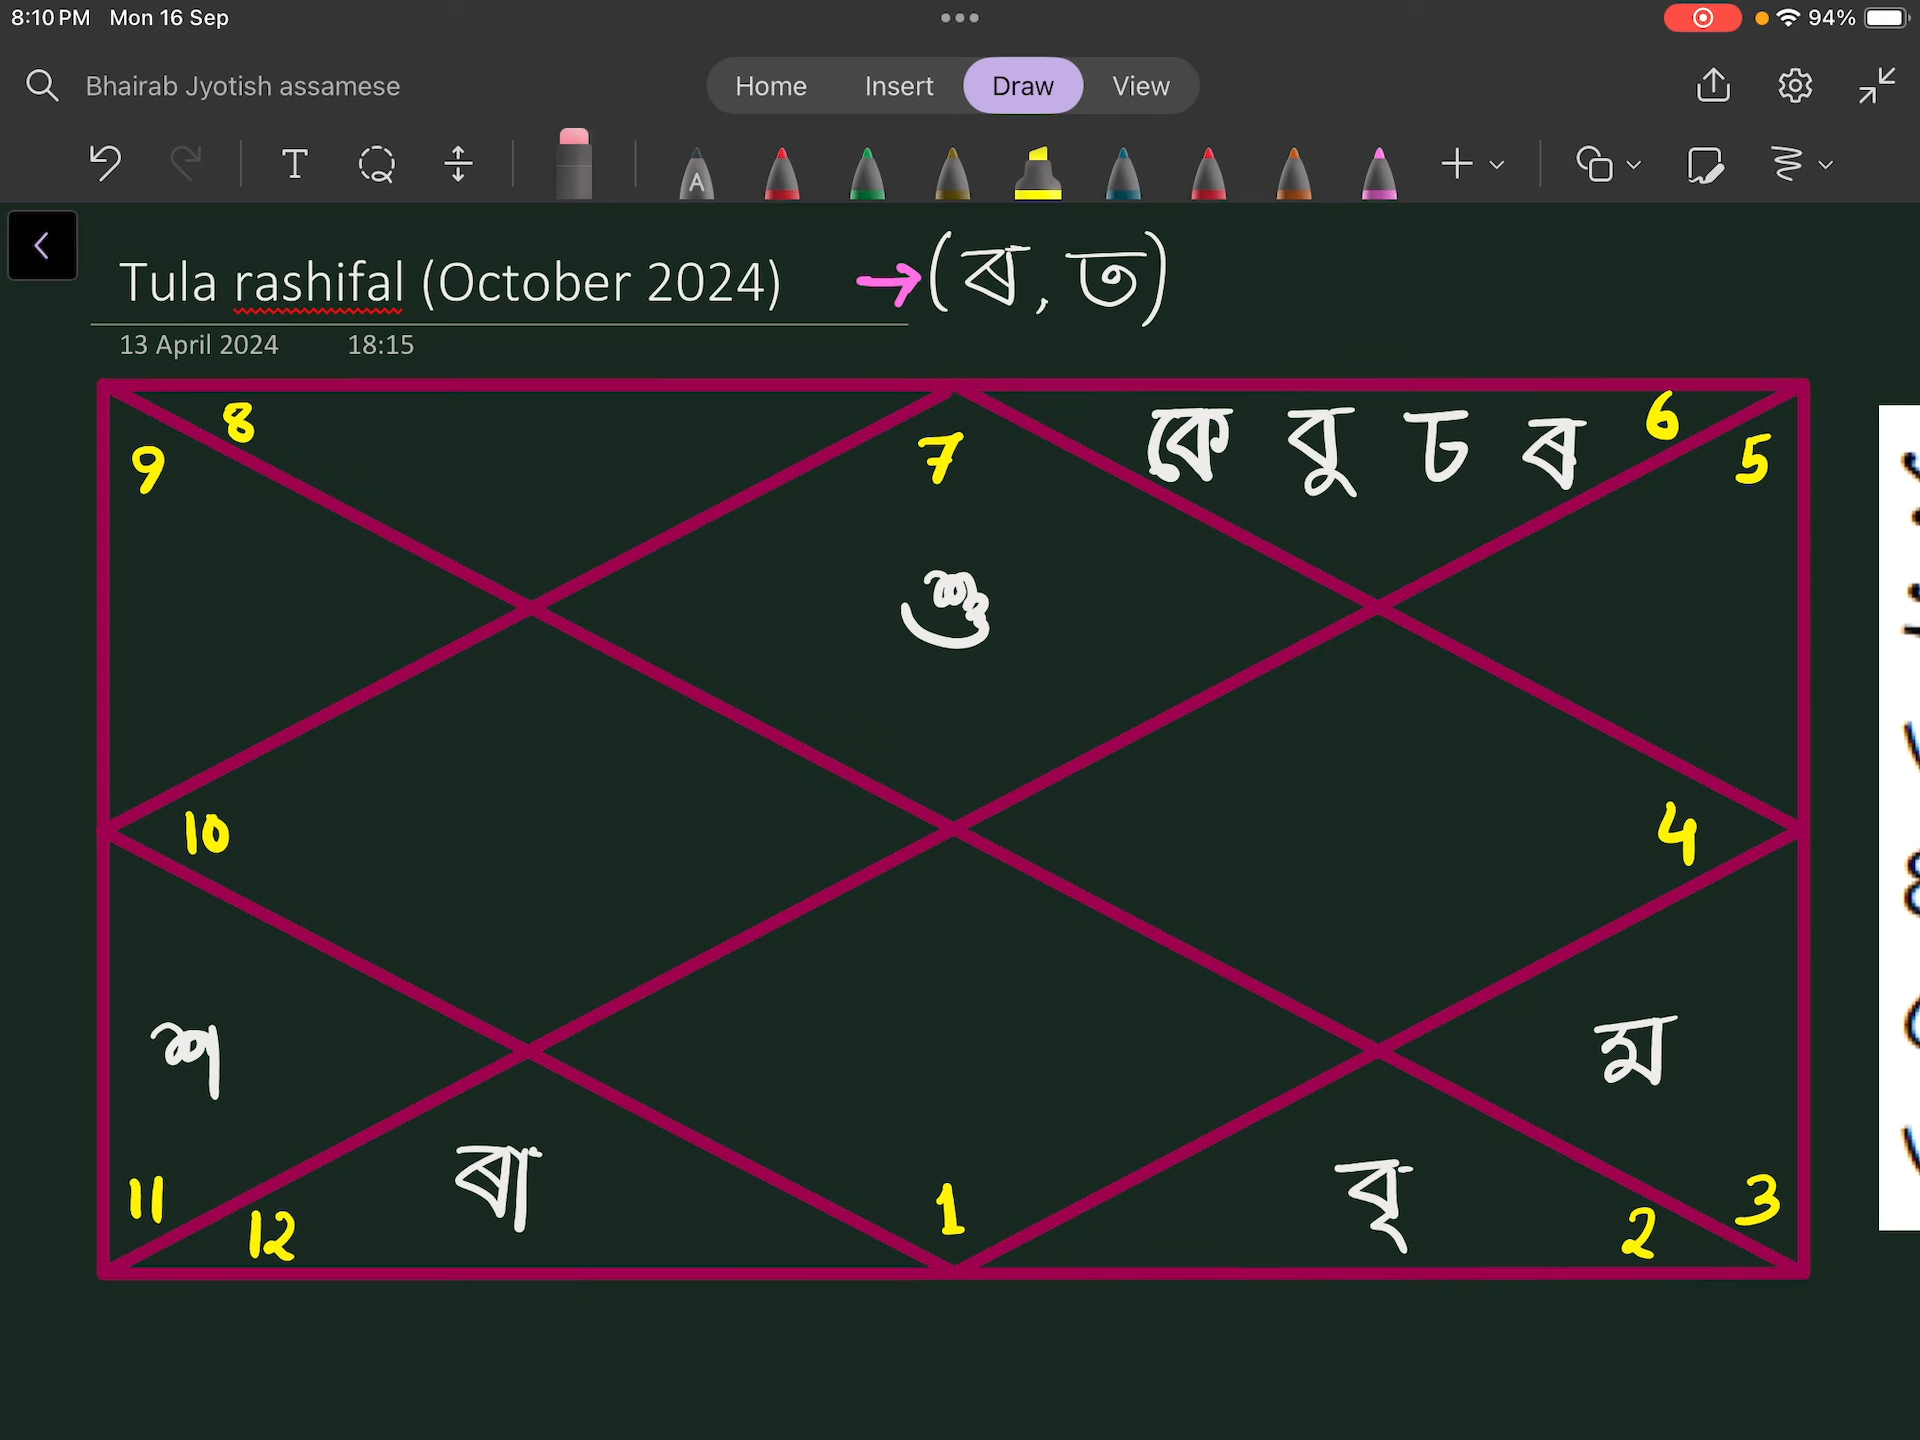 8:10 PM Mon 16 Sep 94%
Bhairab Jyotish assamese Home Insert Draw View
T A
Tula rashifal (October 2024) → (ৰ, ত)
13 April 2024 18:15
8 7 কে বু চ ৰ 6
9 5
শু
10 4
শ ম
11 12 ৰা 1 বৃ 2 3